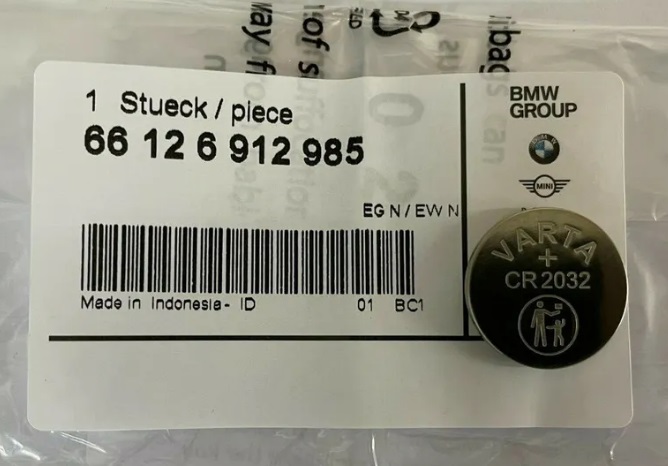 1 Stueck / piece
66 12 6 912 985
BMW
GROUP
MINI
EG N / EW N
Made in Indonesia - ID 01 BC1
VARTA
+
CR 2032